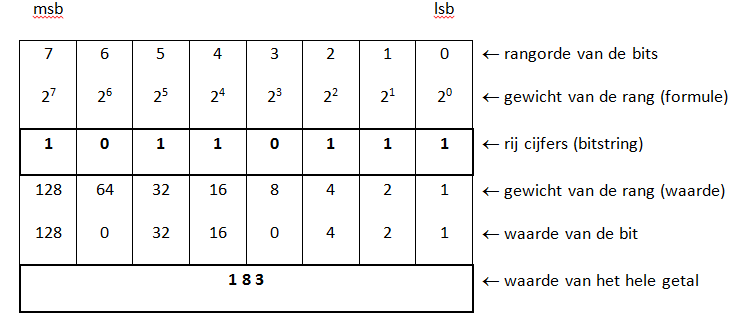 msb lsb
7 6 5 4 3 2 1 0 ← rangorde van de bits
2⁷ 2⁶ 2⁵ 2⁴ 2³ 2² 2¹ 2⁰ ← gewicht van de rang (formule)
1 0 1 1 0 1 1 1 ← rij cijfers (bitstring)
128 64 32 16 8 4 2 1 ← gewicht van de rang (waarde)
128 0 32 16 0 4 2 1 ← waarde van de bit
1 8 3 ← waarde van het hele getal